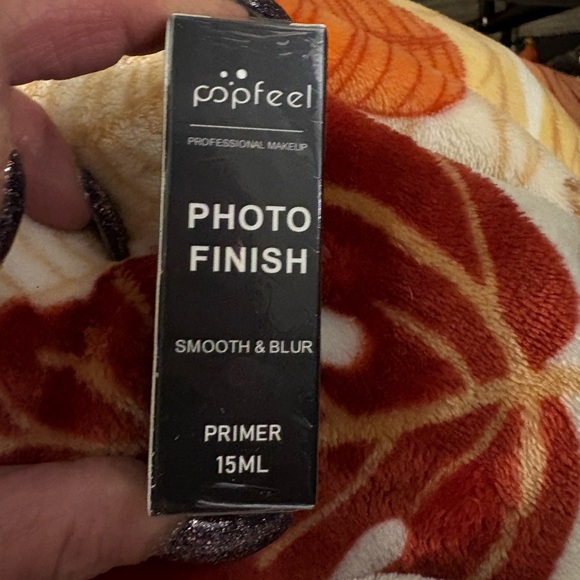 popfeel
PROFESSIONAL MAKEUP
PHOTO
FINISH
SMOOTH & BLUR
PRIMER
15ML